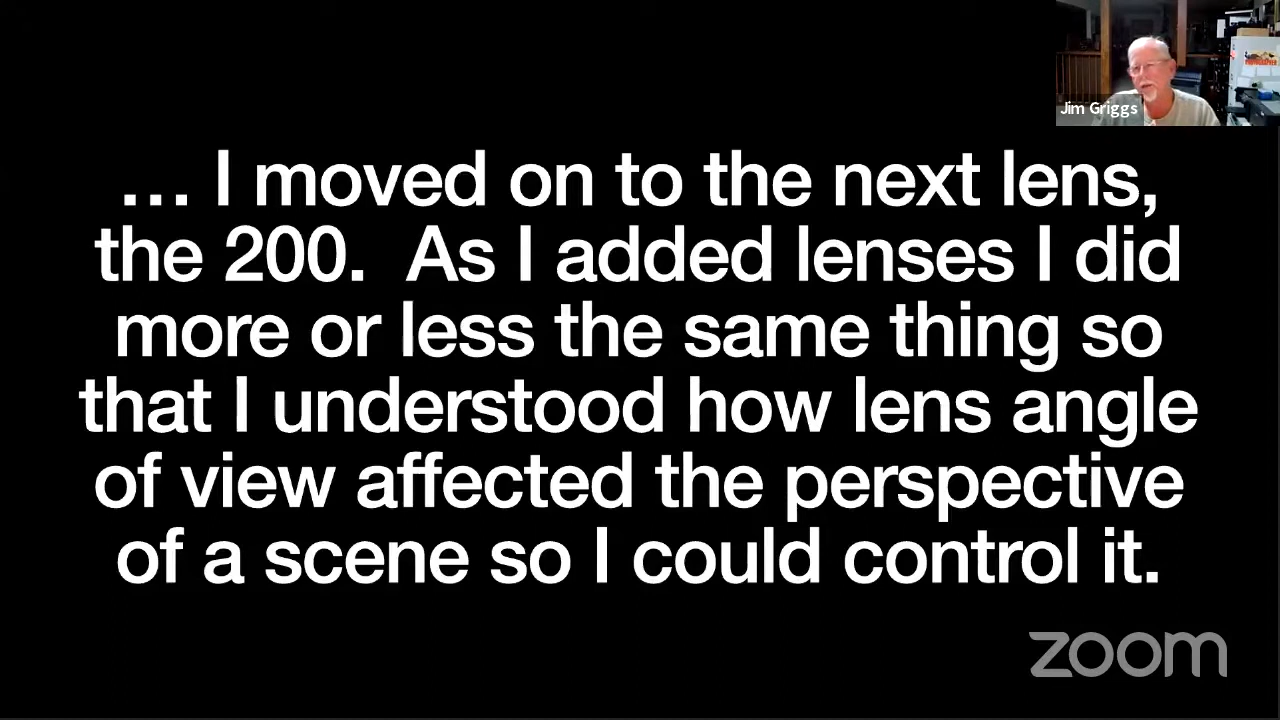 Jim Griggs
… I moved on to the next lens,
the 200.  As I added lenses I did
more or less the same thing so
that I understood how lens angle
of view affected the perspective
of a scene so I could control it.
zoom